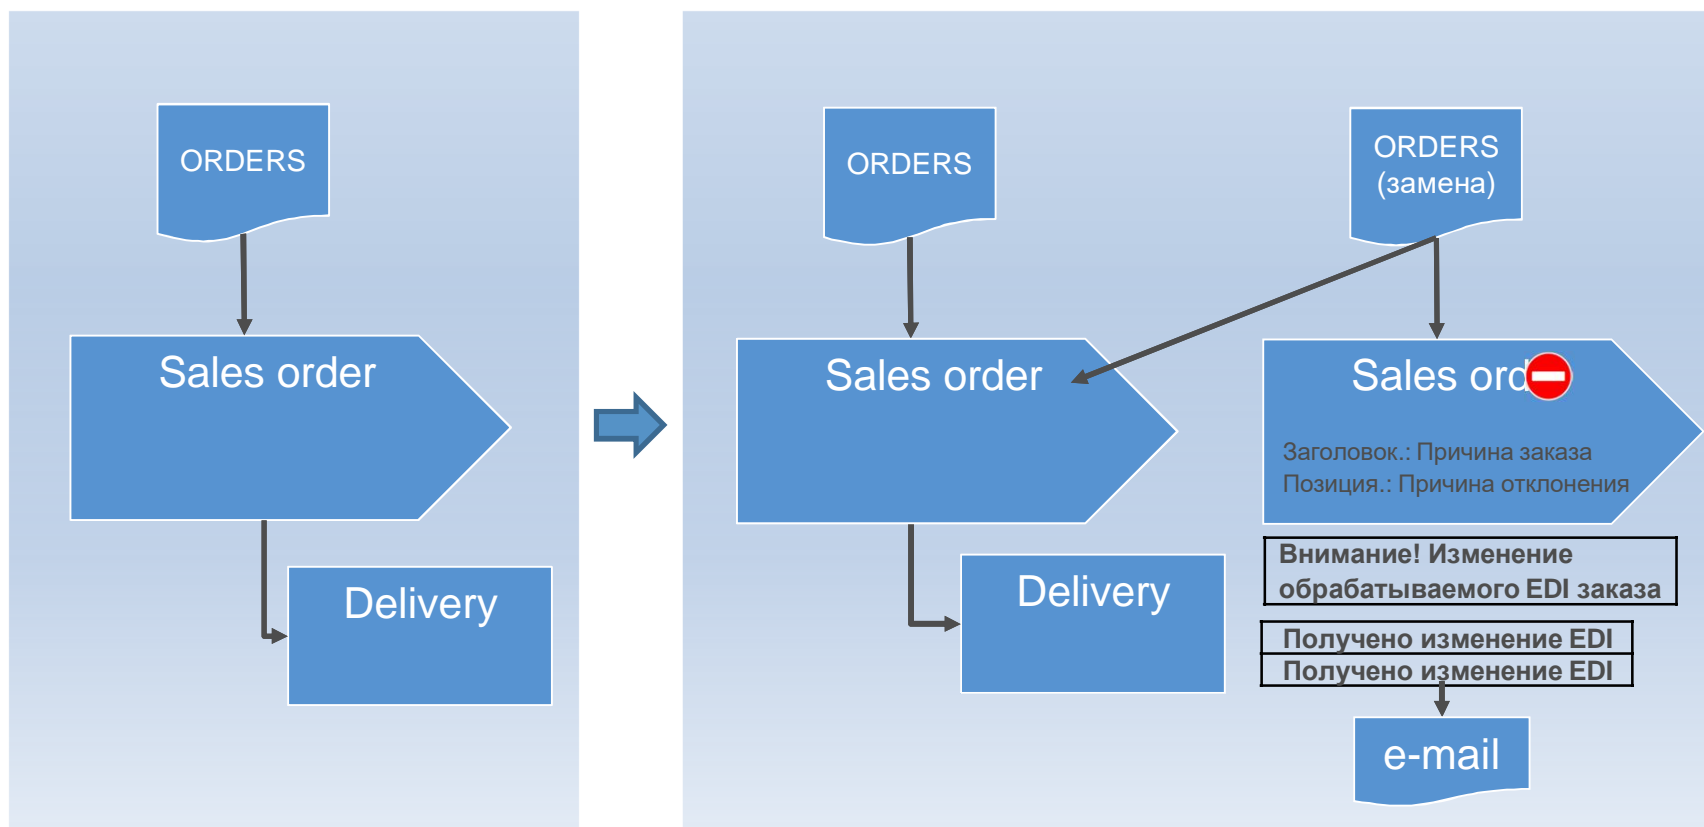 ORDERS
Sales order
Delivery
ORDERS
ORDERS
(замена)
Sales order
Sales ord
Заголовок.: Причина заказа
Позиция.: Причина отклонения
Delivery
Внимание! Изменение
обрабатываемого EDI заказа
Получено изменение EDI
Получено изменение EDI
e-mail